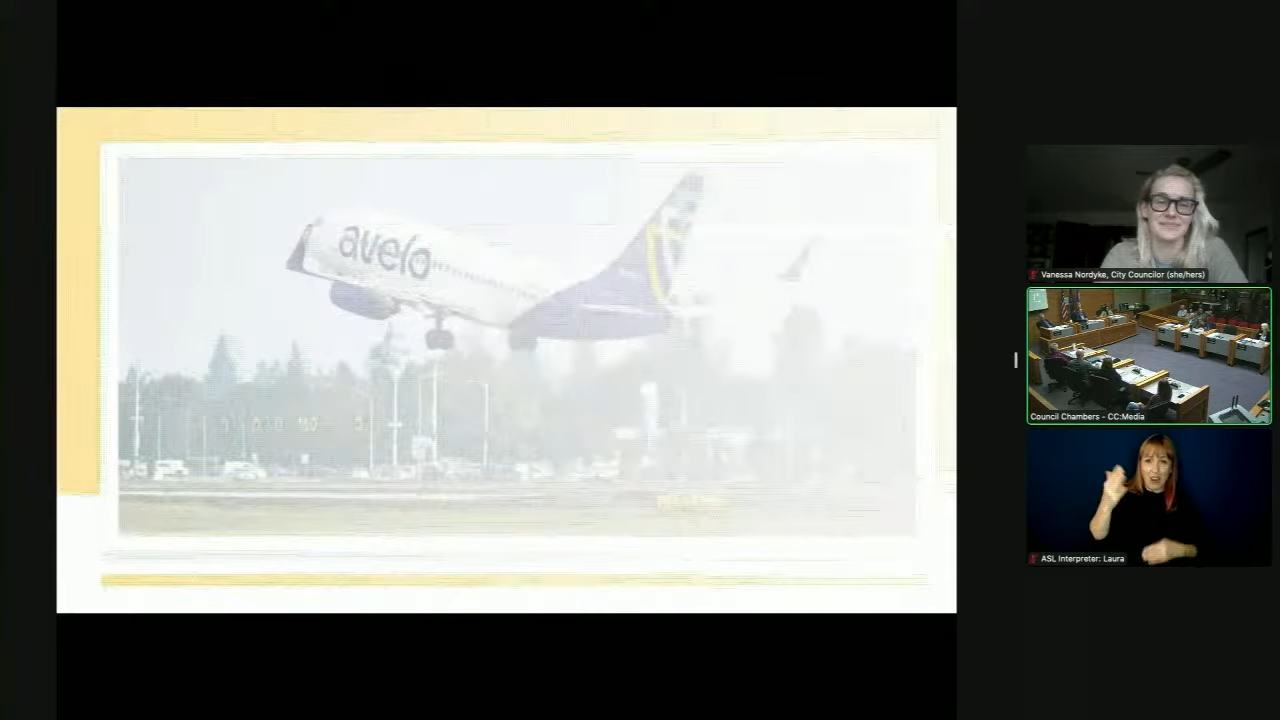 avelo
Vanessa Nordyke, City Councilor (she/hers)
Council Chambers - CC:Media
ASL Interpreter: Laura